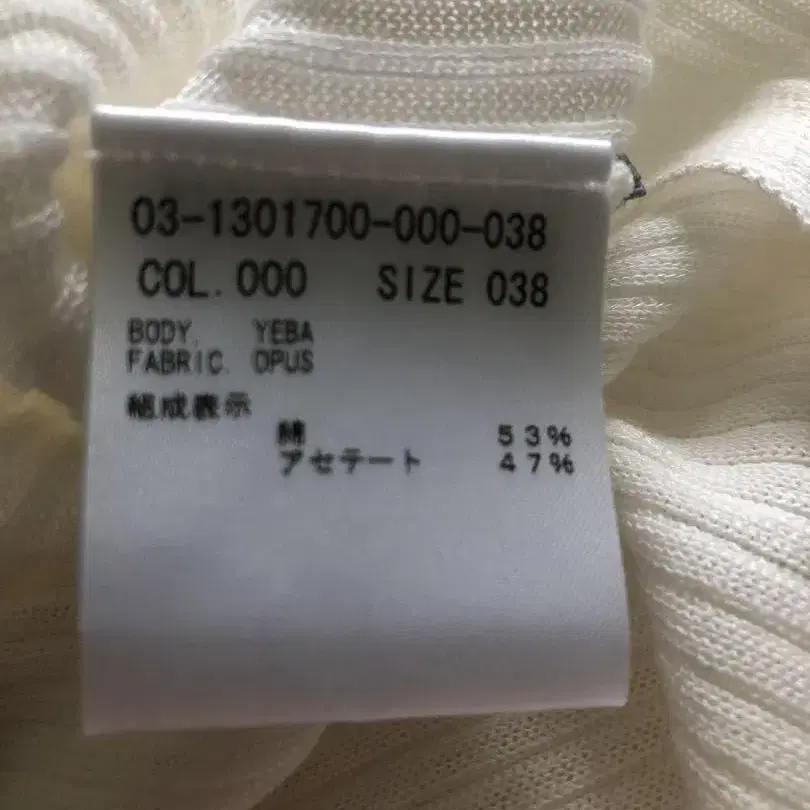 03-1301700-000-038
COL. 000 SIZE 038
BODY. YEBA
FABRIC. OPUS
組成表示
綿 53%
アセテート 47%